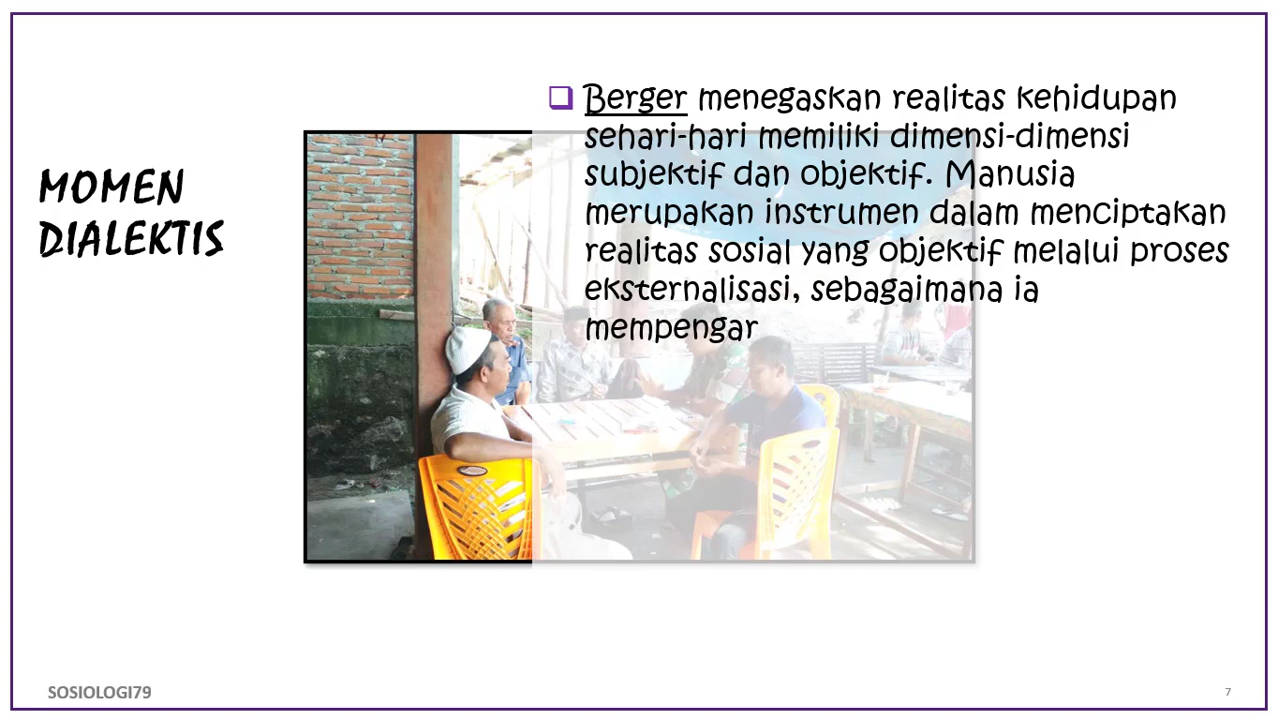 MOMEN
DIALEKTIS
❑ Berger menegaskan realitas kehidupan
sehari-hari memiliki dimensi-dimensi
subjektif dan objektif. Manusia
merupakan instrumen dalam menciptakan
realitas sosial yang objektif melalui proses
eksternalisasi, sebagaimana ia
mempengar
SOSIOLOGI79
7